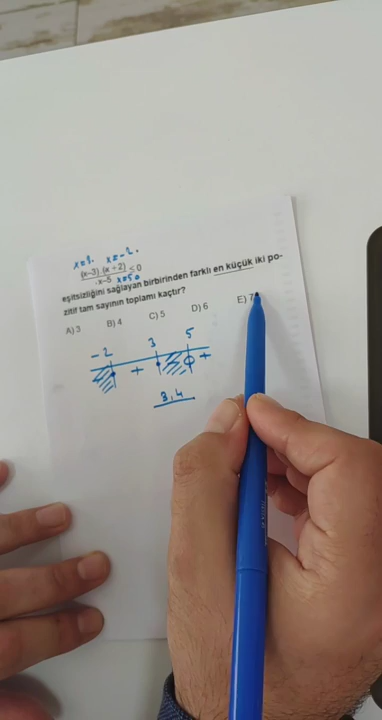 x=3. x=-2.
(x-3).(x+2) ≤ 0
x-5 x=5
eşitsizliğini sağlayan birbirinden farklı en küçük iki po-
zitif tam sayının toplamı kaçtır?
A) 3 B) 4 C) 5 D) 6 E) 7
-2 3 5
+ +
3,4